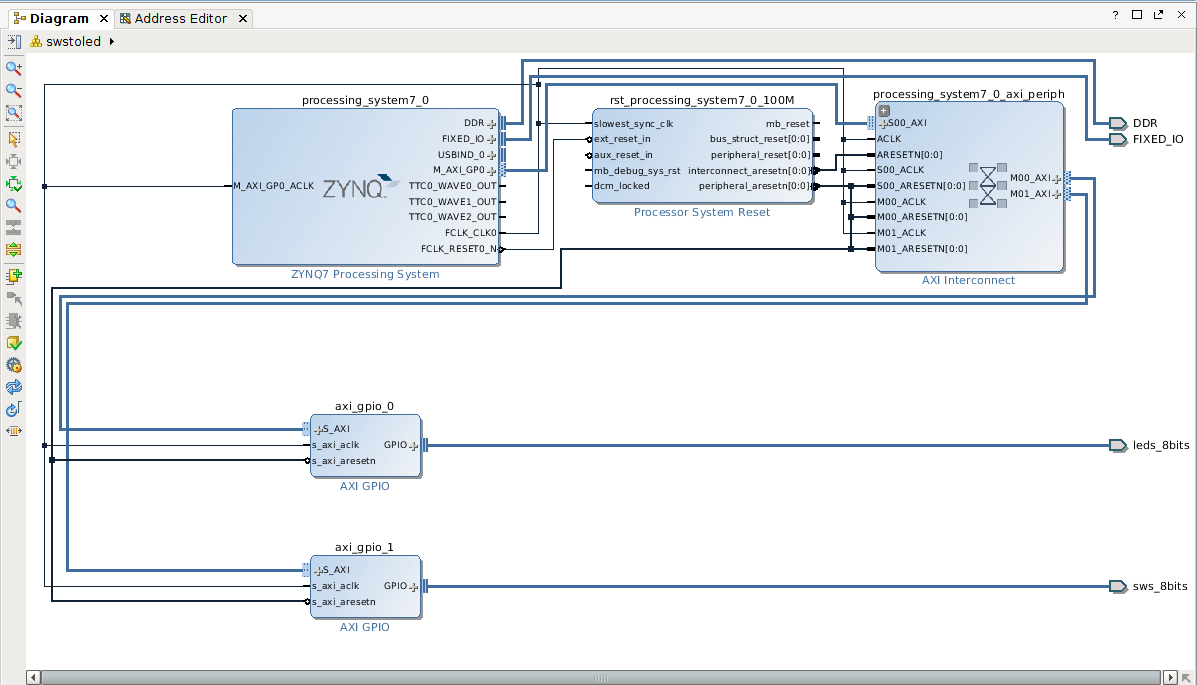 Diagram
Address Editor
swstoled
processing_system7_0
DDR
FIXED_IO
USBIND_0
M_AXI_GP0
M_AXI_GP0_ACLK
ZYNQ
TTC0_WAVE0_OUT
TTC0_WAVE1_OUT
TTC0_WAVE2_OUT
FCLK_CLK0
FCLK_RESET0_N
ZYNQ7 Processing System
rst_processing_system7_0_100M
slowest_sync_clk
mb_reset
ext_reset_in
bus_struct_reset[0:0]
aux_reset_in
peripheral_reset[0:0]
mb_debug_sys_rst
interconnect_aresetn[0:0]
dcm_locked
peripheral_aresetn[0:0]
Processor System Reset
processing_system7_0_axi_periph
S00_AXI
ACLK
ARESETN[0:0]
S00_ACLK
M00_AXI
S00_ARESETN[0:0]
M01_AXI
M00_ACLK
M00_ARESETN[0:0]
M01_ACLK
M01_ARESETN[0:0]
AXI Interconnect
DDR
FIXED_IO
axi_gpio_0
S_AXI
s_axi_aclk
GPIO
s_axi_aresetn
AXI GPIO
leds_8bits
axi_gpio_1
S_AXI
s_axi_aclk
GPIO
s_axi_aresetn
AXI GPIO
sws_8bits